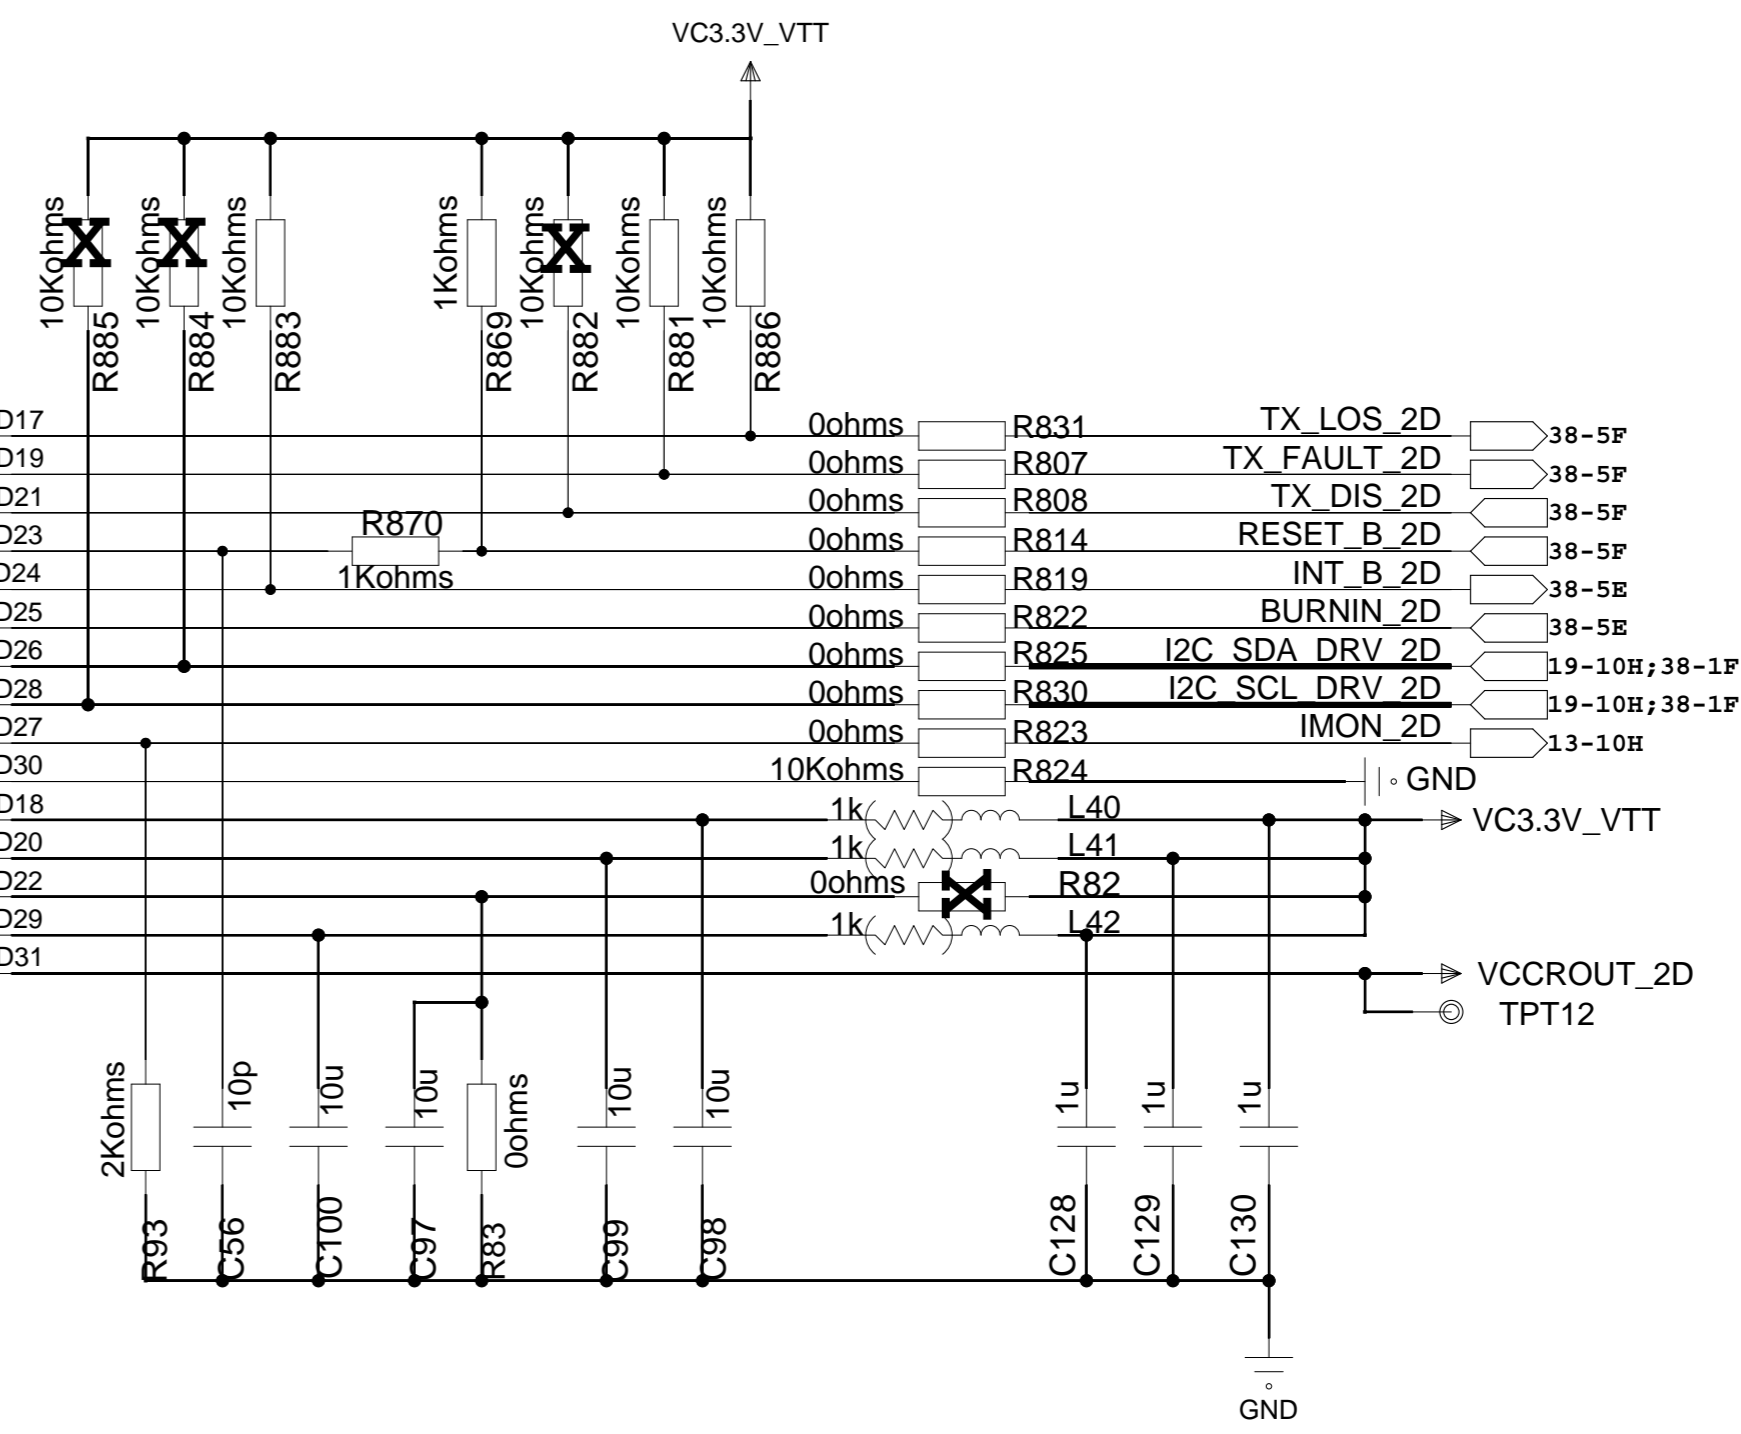 VC3.3V_VTT
10Kohms
R885
10Kohms
R884
10Kohms
R883
1Kohms
R869
10Kohms
R882
10Kohms
R881
10Kohms
R886
D17 0ohms R831 TX_LOS_2D 38-5F
D19 0ohms R807 TX_FAULT_2D 38-5F
D21 0ohms R808 TX_DIS_2D 38-5F
R870
D23 0ohms R814 RESET_B_2D 38-5F
1Kohms
D24 0ohms R819 INT_B_2D 38-5E
D25 0ohms R822 BURNIN_2D 38-5E
D26 0ohms R825 I2C_SDA_DRV_2D 19-10H;38-1F
D28 0ohms R830 I2C_SCL_DRV_2D 19-10H;38-1F
D27 0ohms R823 IMON_2D 13-10H
D30 10Kohms R824 GND
D18 1k L40 VC3.3V_VTT
D20 1k L41
D22 0ohms R82
D29 1k L42
D31 VCCROUT_2D
TPT12
2Kohms
R93
10p
C56
10u
C100
10u
C97
0ohms
R83
10u
C99
10u
C98
1u
C128
1u
C129
1u
C130
GND